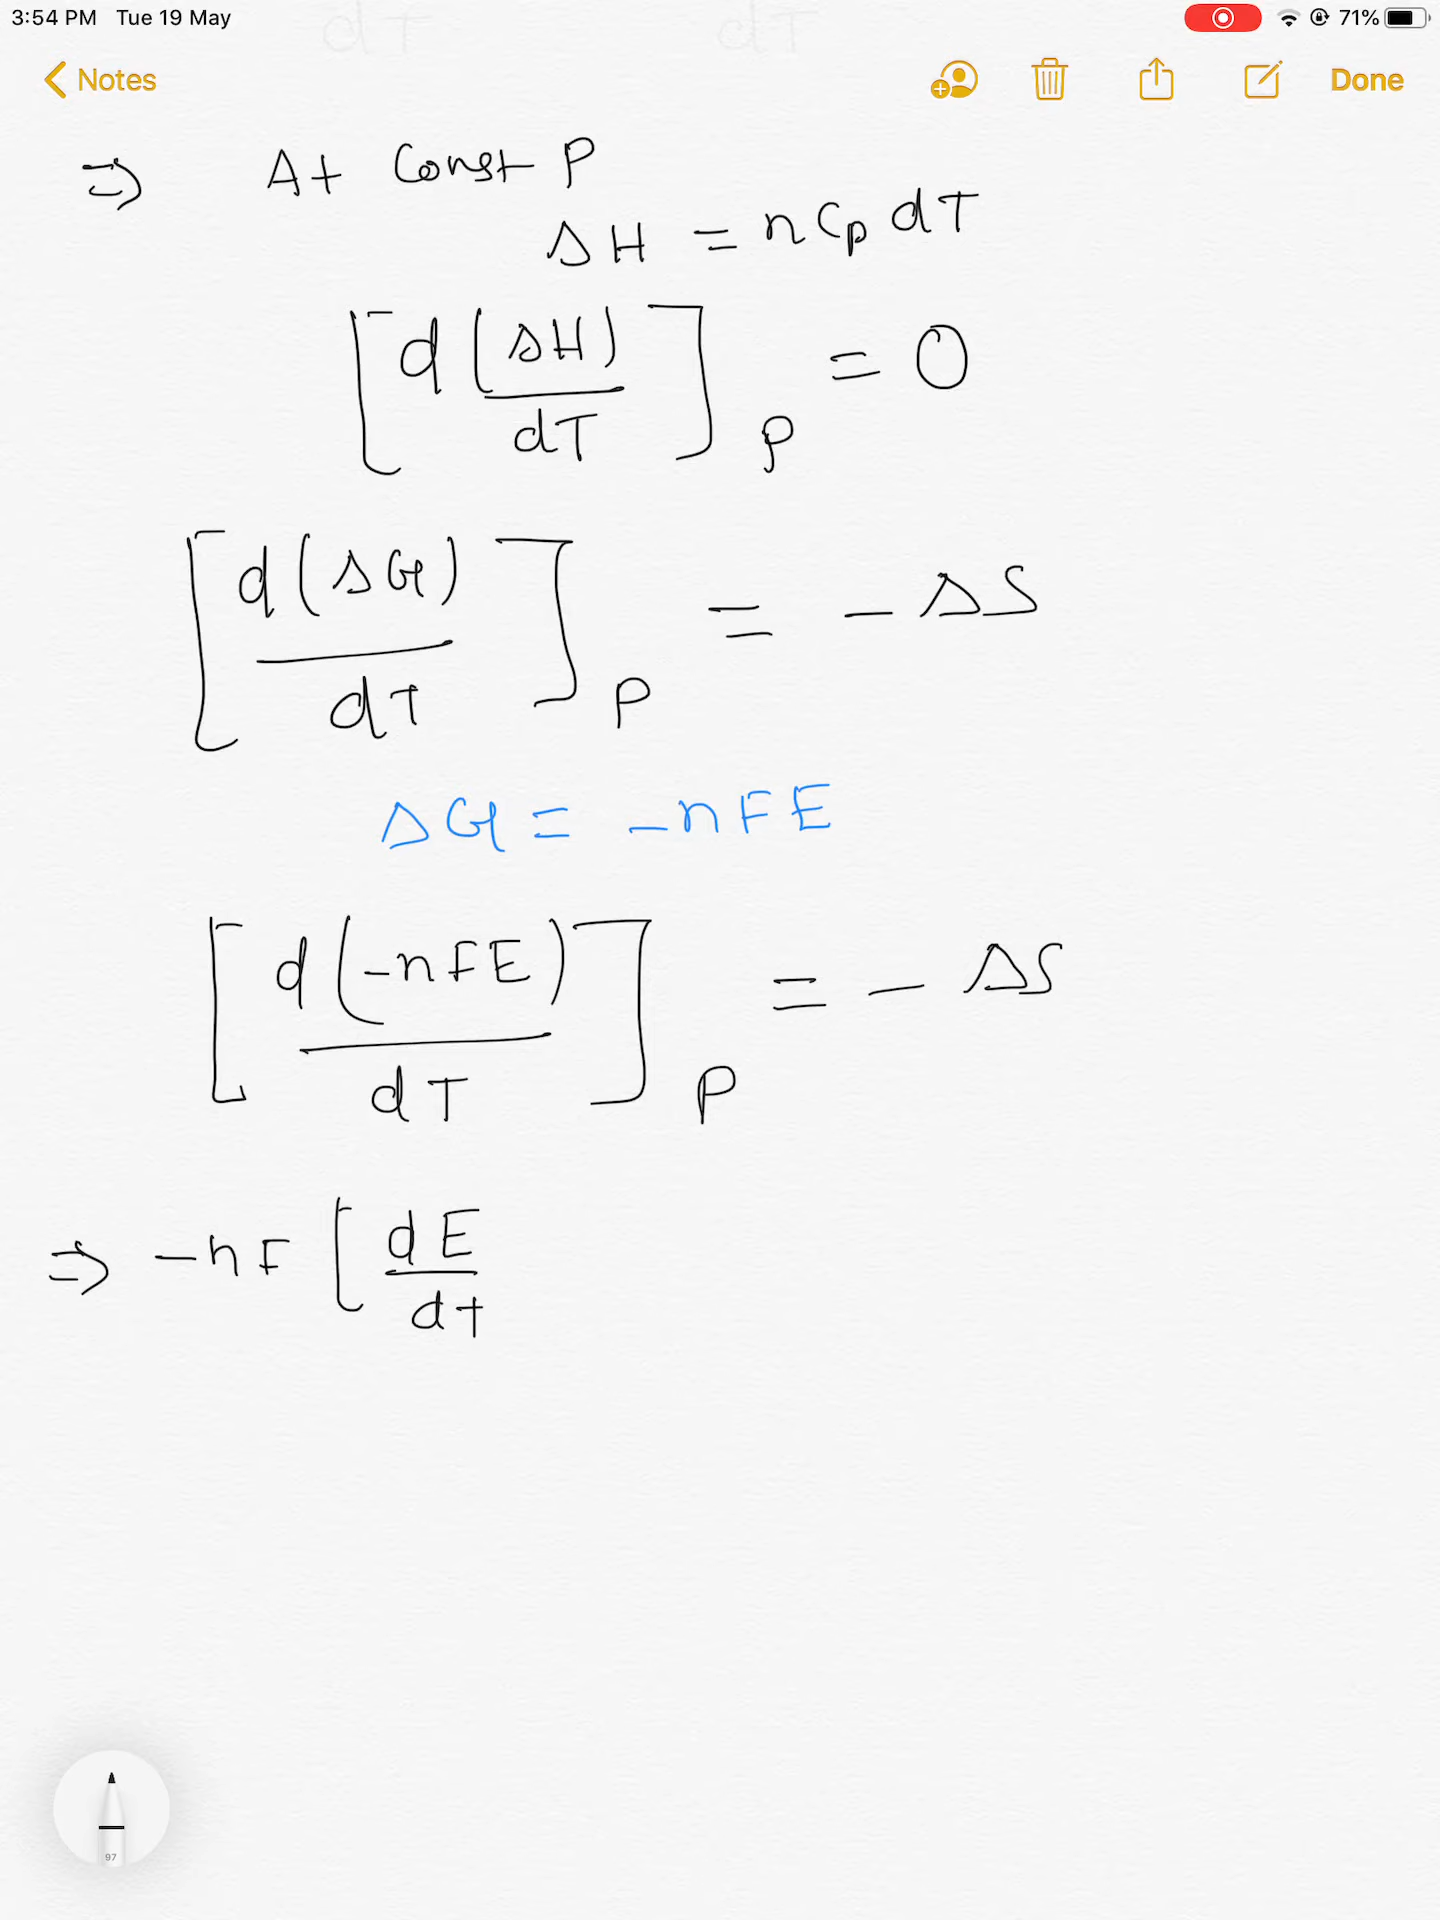 3:54 PM Tue 19 May 71%
Notes Done
⇒ At Const P
ΔH = nCp dT
[d(ΔH)/dT]P = 0
[d(ΔG)/dT]P = -ΔS
ΔG = -nFE
[d(-nFE)/dT]P = -ΔS
⇒ -nF [dE/dt
97